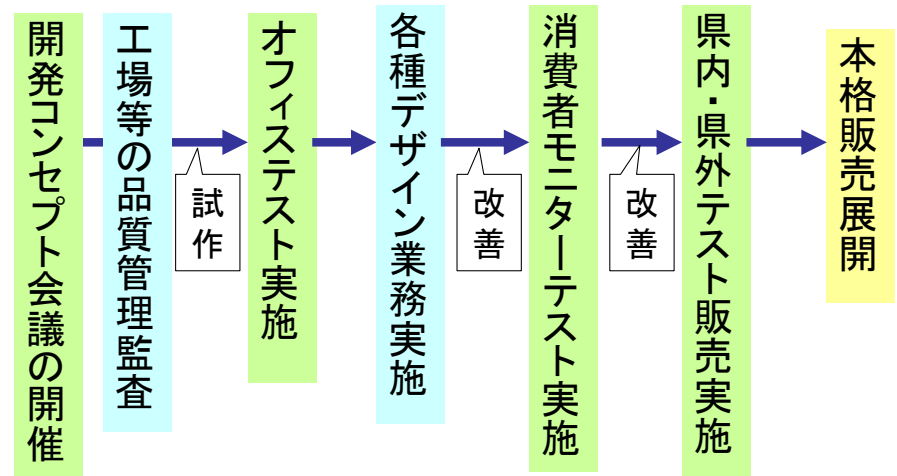 開発コンセプト会議の開催
工場等の品質管理監査
試作
オフィステスト実施
各種デザイン業務実施
改善
消費者モニターテスト実施
改善
県内・県外テスト販売実施
本格販売展開